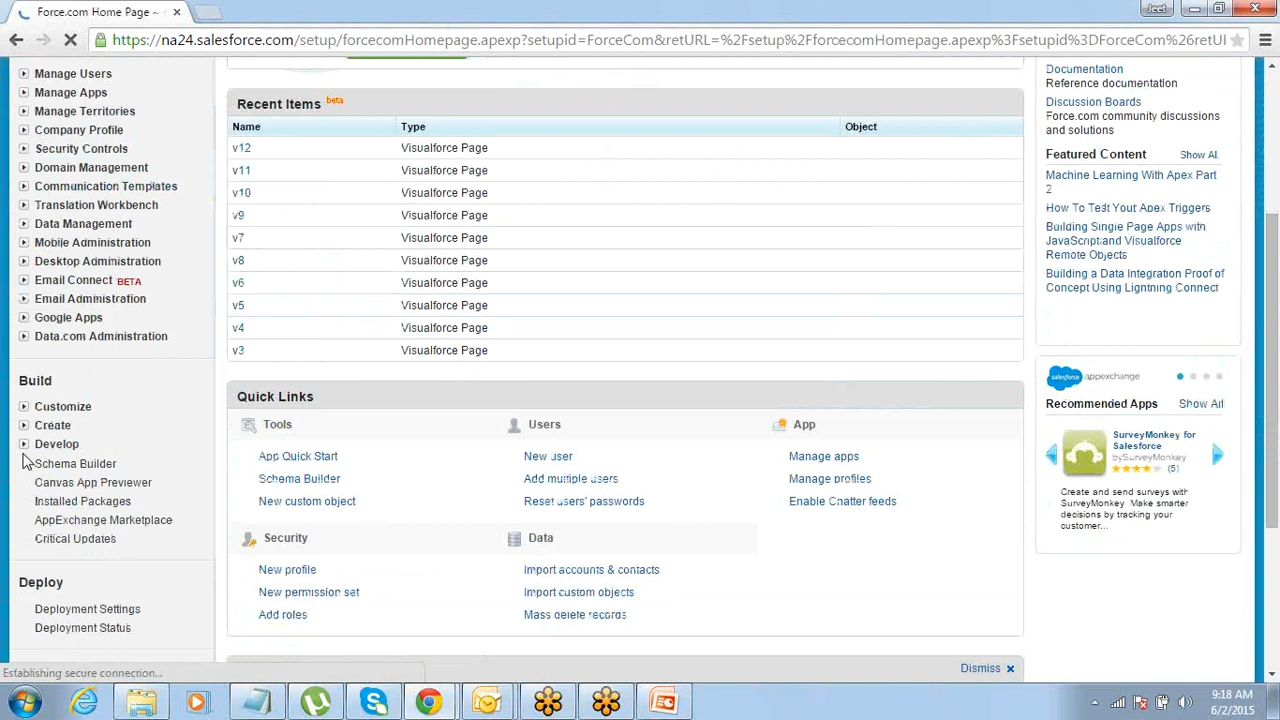 Force.com Home Page ~
Jeet
https://na24.salesforce.com/setup/forcecomHomepage.apexp?setupid=ForceCom&retURL=%2Fsetup%2FforcecomHomepage.apexp%3Fsetupid%3DForceCom%26retUI
Manage Users
Manage Apps
Manage Territories
Company Profile
Security Controls
Domain Management
Communication Templates
Translation Workbench
Data Management
Mobile Administration
Desktop Administration
Email Connect BETA
Email Administration
Google Apps
Data.com Administration
Build
Customize
Create
Develop
Schema Builder
Canvas App Previewer
Installed Packages
AppExchange Marketplace
Critical Updates
Deploy
Deployment Settings
Deployment Status
Establishing secure connection...
Recent Items beta
Name Type Object
v12 Visualforce Page
v11 Visualforce Page
v10 Visualforce Page
v9 Visualforce Page
v7 Visualforce Page
v8 Visualforce Page
v6 Visualforce Page
v5 Visualforce Page
v4 Visualforce Page
v3 Visualforce Page
Quick Links
Tools Users App
App Quick Start New user Manage apps
Schema Builder Add multiple users Manage profiles
New custom object Reset users' passwords Enable Chatter feeds
Security Data
New profile Import accounts & contacts
New permission set Import custom objects
Add roles Mass delete records
Dismiss
Documentation
Reference documentation
Discussion Boards
Force.com community discussions
and solutions
Featured Content Show All
Machine Learning With Apex Part
2
How To Test Yout Apex Triggers
Building Single Page Apps with
JavaScript and Visualforce
Remote Objects
Building a Data Integration Proof of
Concept Using Lightning Connect
salesforce appexchange
Recommended Apps Show All
SurveyMonkey for
Salesforce
by SurveyMonkey
(5)
Create and send surveys with
SurveyMonkey. Make smarter
decisions by tracking your
customer...
9:18 AM
6/2/2015